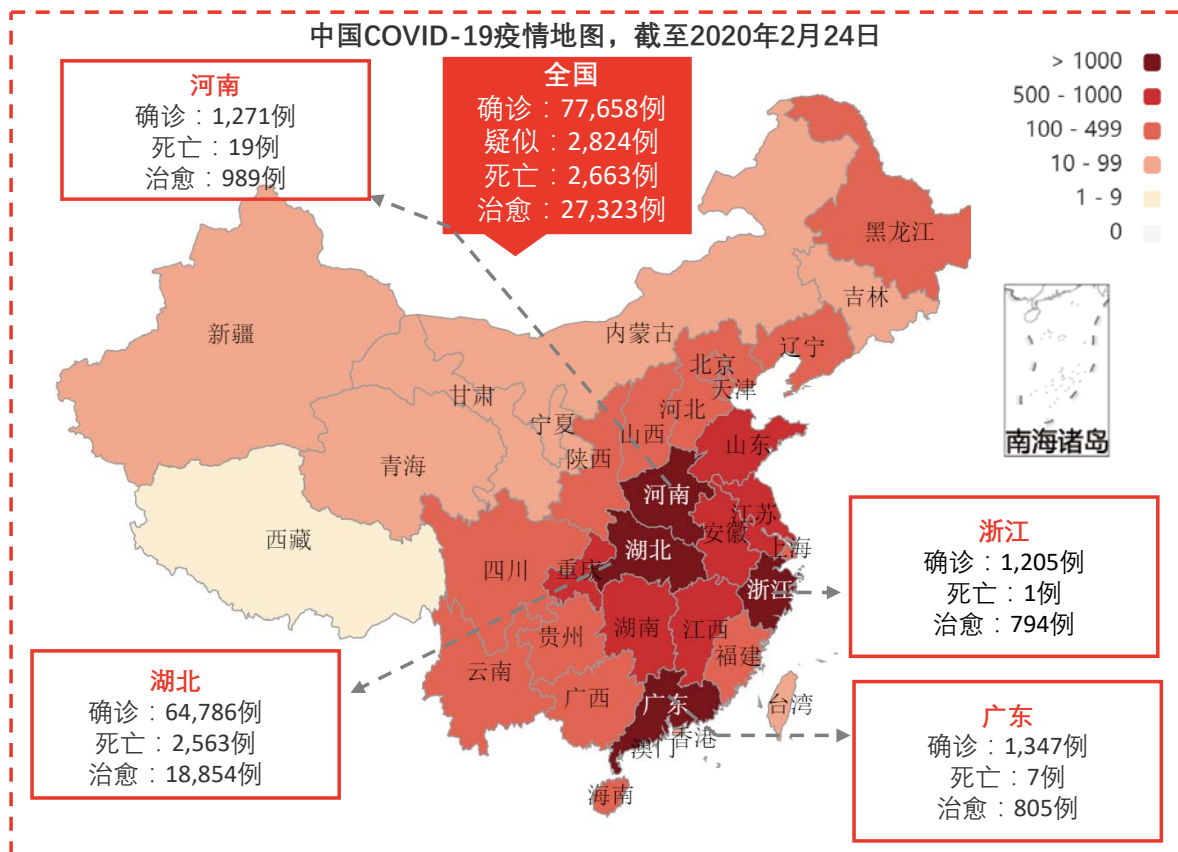 中国COVID-19疫情地图，截至2020年2月24日
河南
确诊：1,271例
死亡：19例
治愈：989例
全国
确诊：77,658例
疑似：2,824例
死亡：2,663例
治愈：27,323例
> 1000
500 - 1000
100 - 499
10 - 99
1 - 9
0
黑龙江
吉林
新疆
内蒙古
辽宁
北京
天津
甘肃
河北
宁夏
山西
山东
青海
陕西
河南
江苏
安徽
西藏
湖北
上海
四川
重庆
浙江
湖南
江西
贵州
福建
云南
广西
广东
台湾
香港
澳门
海南
南海诸岛
浙江
确诊：1,205例
死亡：1例
治愈：794例
湖北
确诊：64,786例
死亡：2,563例
治愈：18,854例
广东
确诊：1,347例
死亡：7例
治愈：805例